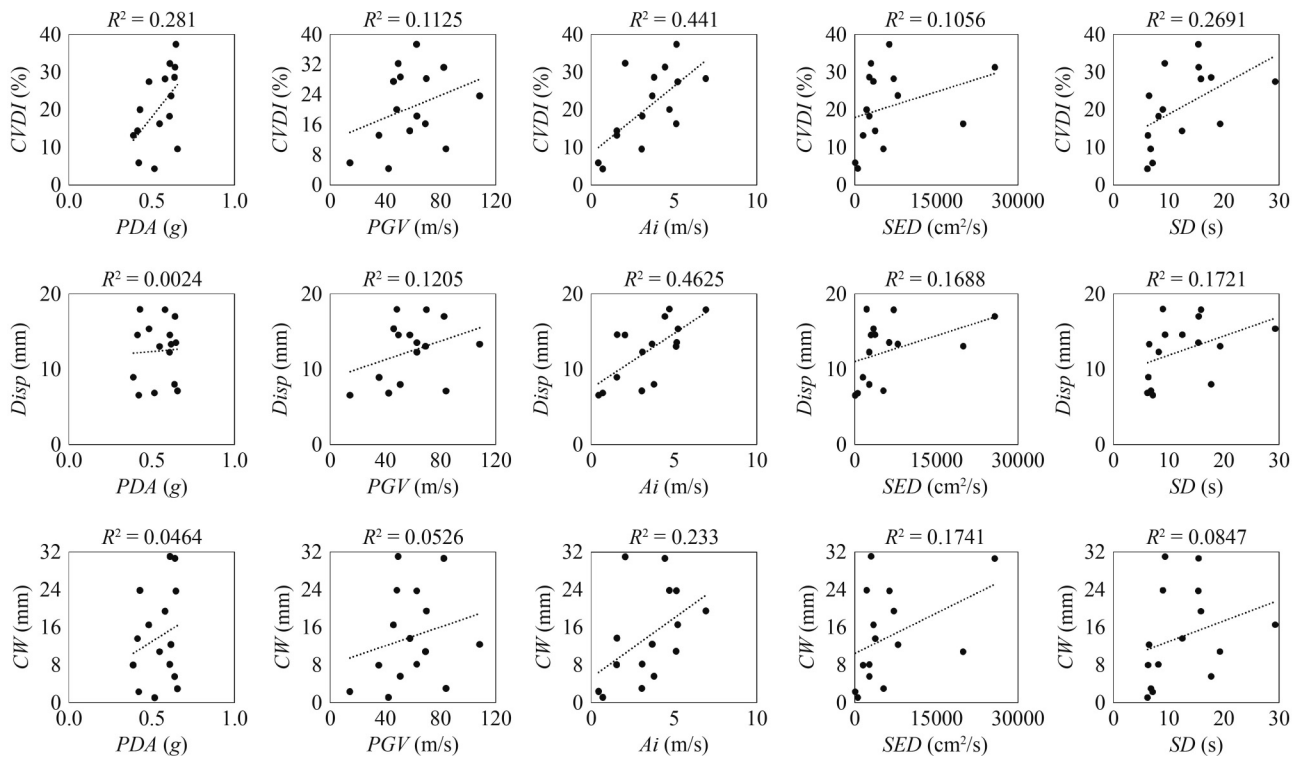 R² = 0.281
R² = 0.1125
R² = 0.441
R² = 0.1056
R² = 0.2691
40
30
20
10
0
CVDI (%)
0.0 0.5 1.0
PDA (g)
40
32
24
16
8
0
CVDI (%)
0 40 80 120
PGV (m/s)
40
30
20
10
0
CVDI (%)
0 5 10
Ai (m/s)
40
30
20
10
0
CVDI (%)
0 15000 30000
SED (cm²/s)
40
30
20
10
0
CVDI (%)
0 10 20 30
SD (s)
R² = 0.0024
R² = 0.1205
R² = 0.4625
R² = 0.1688
R² = 0.1721
20
10
0
Disp (mm)
0.0 0.5 1.0
PDA (g)
20
10
0
Disp (mm)
0 40 80 120
PGV (m/s)
20
10
0
Disp (mm)
0 5 10
Ai (m/s)
20
10
0
Disp (mm)
0 15000 30000
SED (cm²/s)
20
10
0
Disp (mm)
0 10 20 30
SD (s)
R² = 0.0464
R² = 0.0526
R² = 0.233
R² = 0.1741
R² = 0.0847
32
24
16
8
0
CW (mm)
0.0 0.5 1.0
PDA (g)
32
24
16
8
0
CW (mm)
0 40 80 120
PGV (m/s)
32
24
16
8
0
CW (mm)
0 5 10
Ai (m/s)
32
24
16
8
0
CW (mm)
0 15000 30000
SED (cm²/s)
32
24
16
8
0
CW (mm)
0 10 20 30
SD (s)